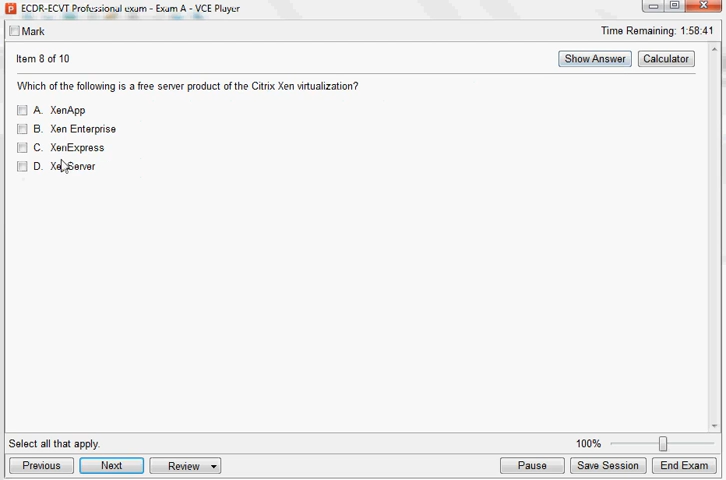 ECDR-ECVT Professional exam - Exam A - VCE Player
Mark
Time Remaining: 1:58:41
Item 8 of 10
Show Answer
Calculator
Which of the following is a free server product of the Citrix Xen virtualization?
A. XenApp
B. Xen Enterprise
C. XenExpress
D. XenServer
Select all that apply.
100%
Previous
Next
Review
Pause
Save Session
End Exam